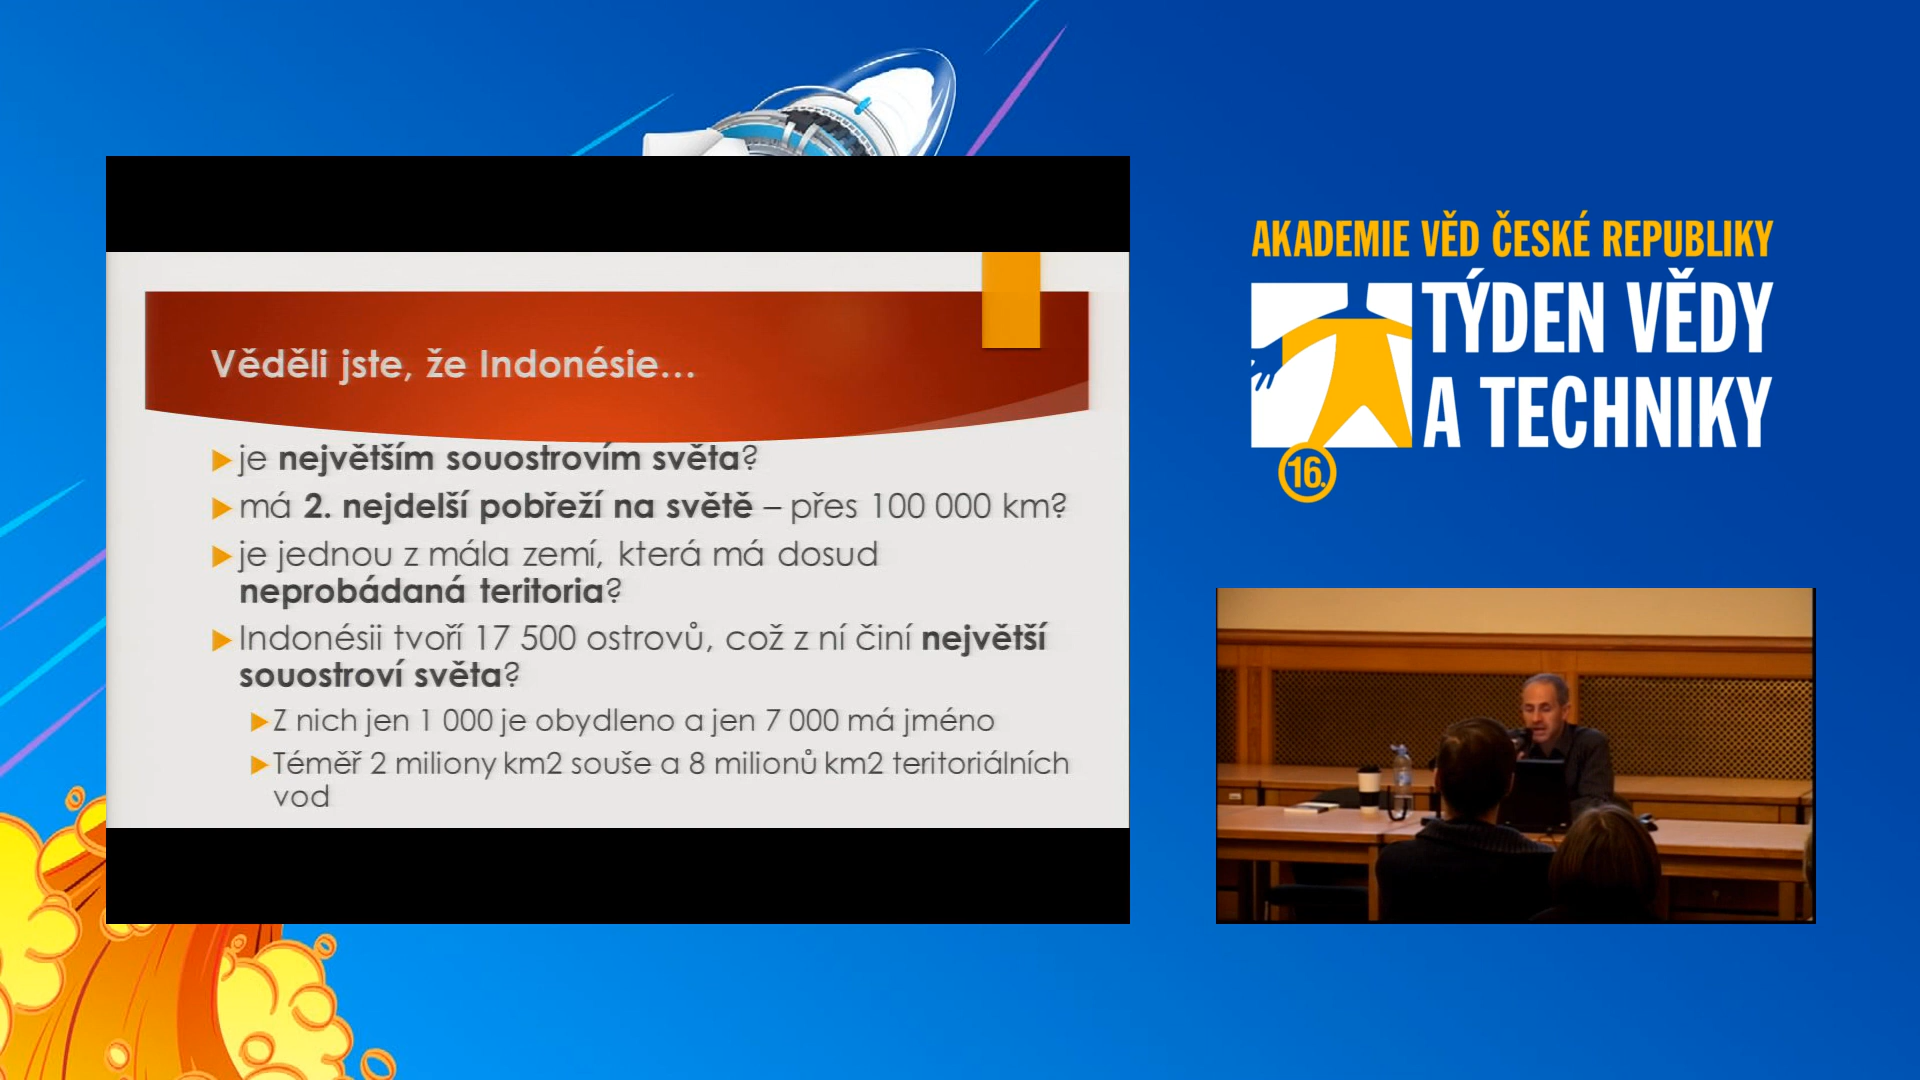 Věděli jste, že Indonésie...
je největším souostrovím světa?
má 2. nejdelší pobřeží na světě – přes 100 000 km?
je jednou z mála zemí, která má dosud
neprobádaná teritoria?
Indonésii tvoří 17 500 ostrovů, což z ní činí největší
souostroví světa?
Z nich jen 1 000 je obydleno a jen 7 000 má jméno
Téměř 2 miliony km2 souše a 8 milionů km2 teritoriálních
vod
AKADEMIE VĚD ČESKÉ REPUBLIKY
TÝDEN VĚDY
A TECHNIKY
16.